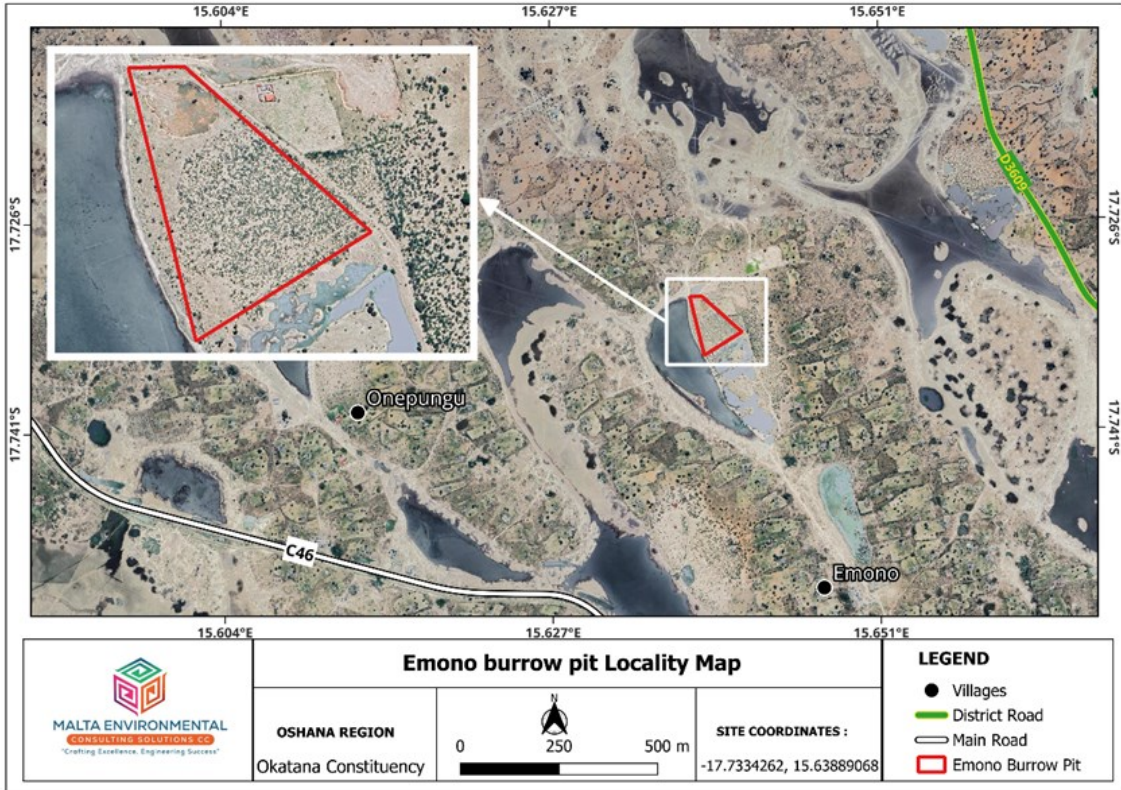 15.604°E
15.627°E
15.651°E
17.726°S
17.726°S
D3609
Onepungu
17.741°S
17.741°S
C46
Emono
15.604°E
15.627°E
15.651°E
Emono burrow pit Locality Map
MALTA ENVIRONMENTAL
CONSULTING SOLUTIONS CC
"Crafting Excellence, Engineering Success"
OSHANA REGION
Okatana Constituency
N
0 250 500 m
SITE COORDINATES :
-17.7334262, 15.63889068
LEGEND
Villages
District Road
Main Road
Emono Burrow Pit